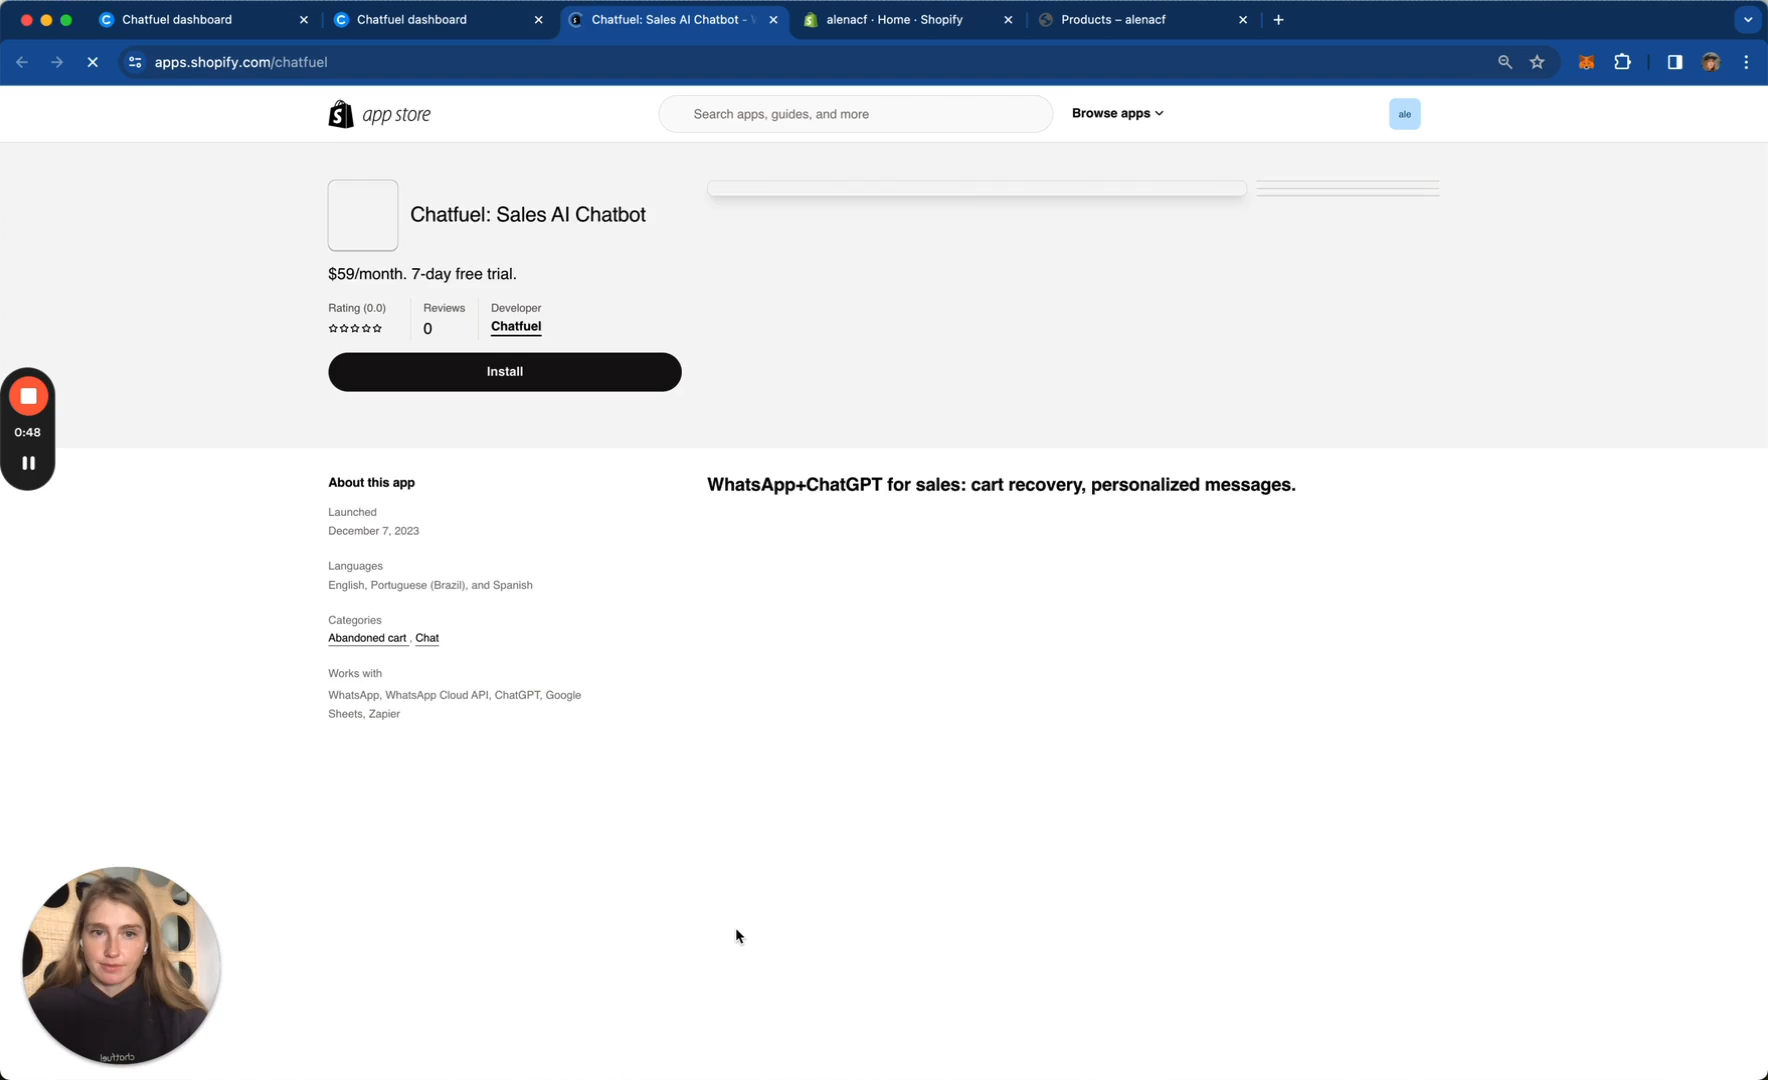 Chatfuel dashboard
Chatfuel dashboard
Chatfuel: Sales AI Chatbot -
alenacf · Home · Shopify
Products – alenacf
apps.shopify.com/chatfuel
app store
Search apps, guides, and more
Browse apps
ale
Chatfuel: Sales AI Chatbot
$59/month. 7-day free trial.
Rating (0.0)
Reviews
Developer
0
Chatfuel
Install
0:48
About this app
WhatsApp+ChatGPT for sales: cart recovery, personalized messages.
Launched
December 7, 2023
Languages
English, Portuguese (Brazil), and Spanish
Categories
Abandoned cart , Chat
Works with
WhatsApp, WhatsApp Cloud API, ChatGPT, Google
Sheets, Zapier
chatfuel